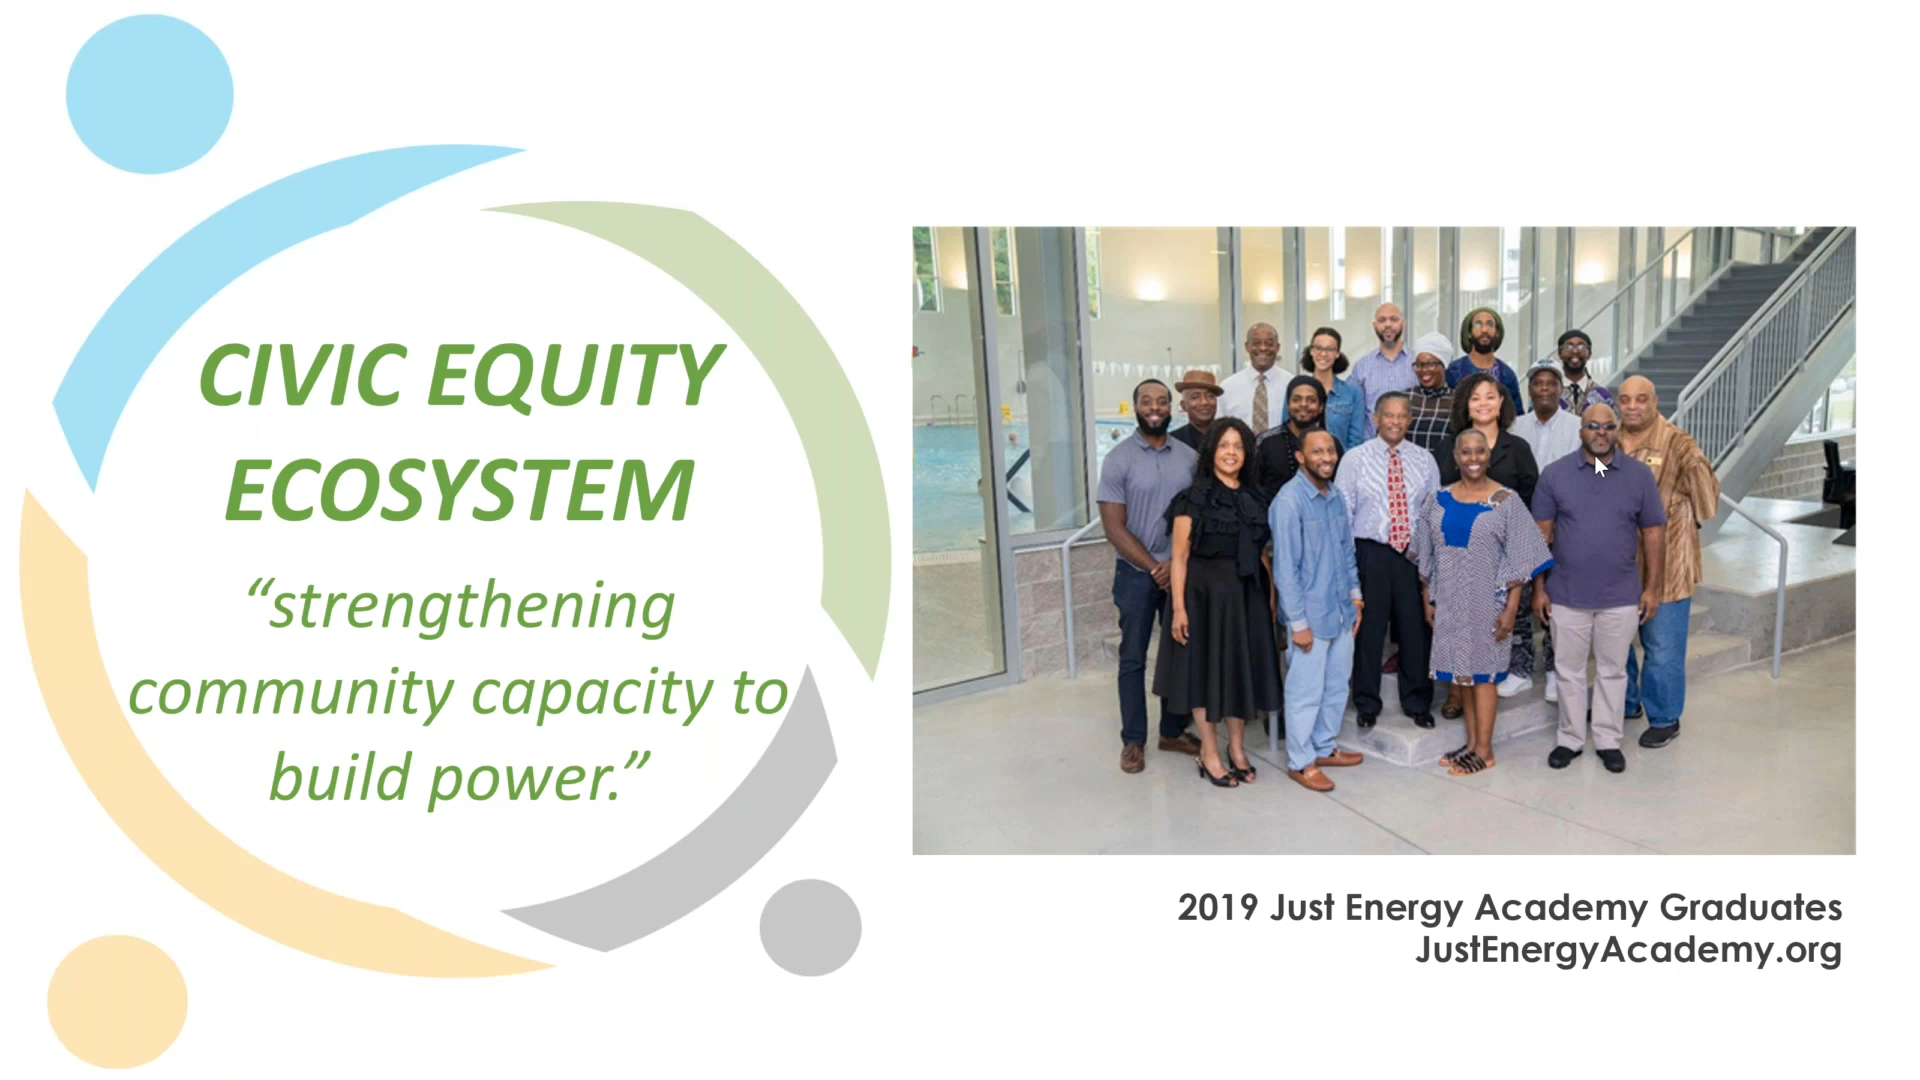 CIVIC EQUITY
ECOSYSTEM
“strengthening
community capacity to
build power.”
2019 Just Energy Academy Graduates
JustEnergyAcademy.org